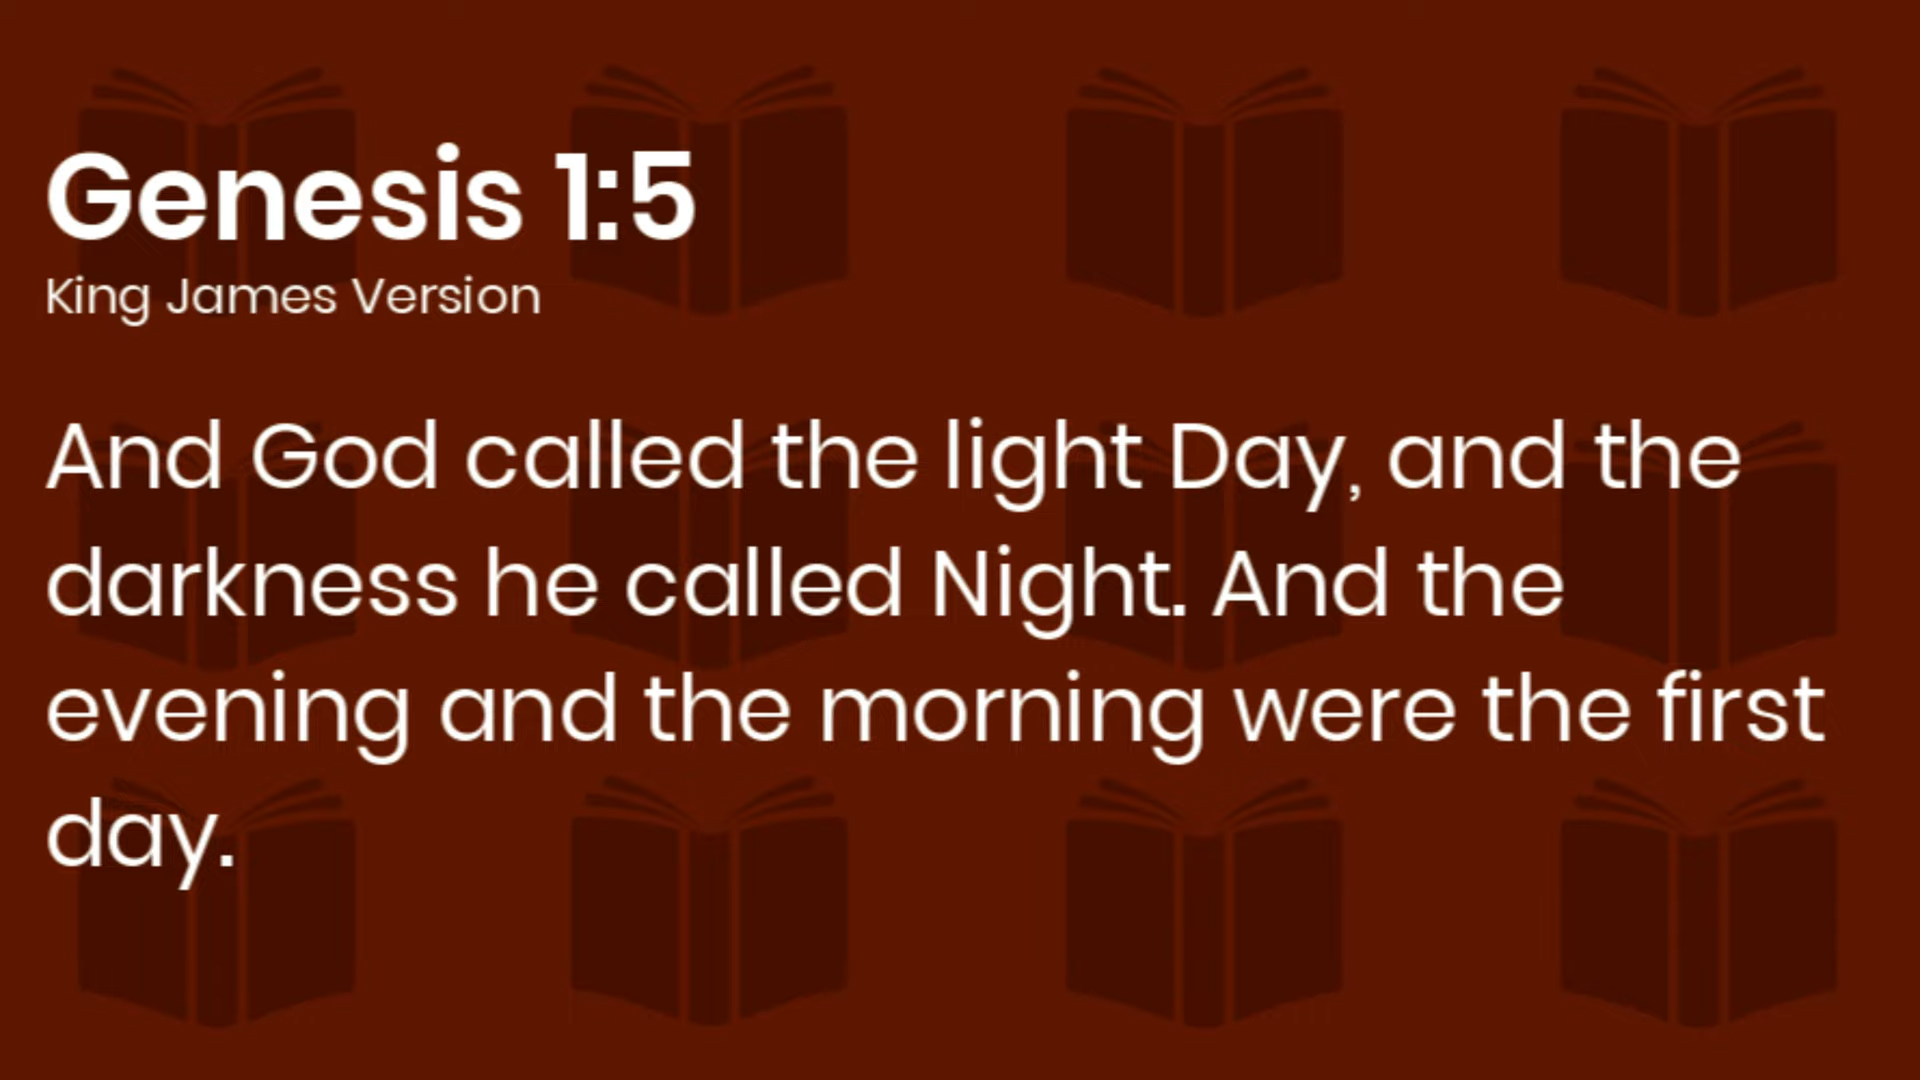 Genesis 1:5
King James Version
And God called the light Day, and the
darkness he called Night. And the
evening and the morning were the first
day.